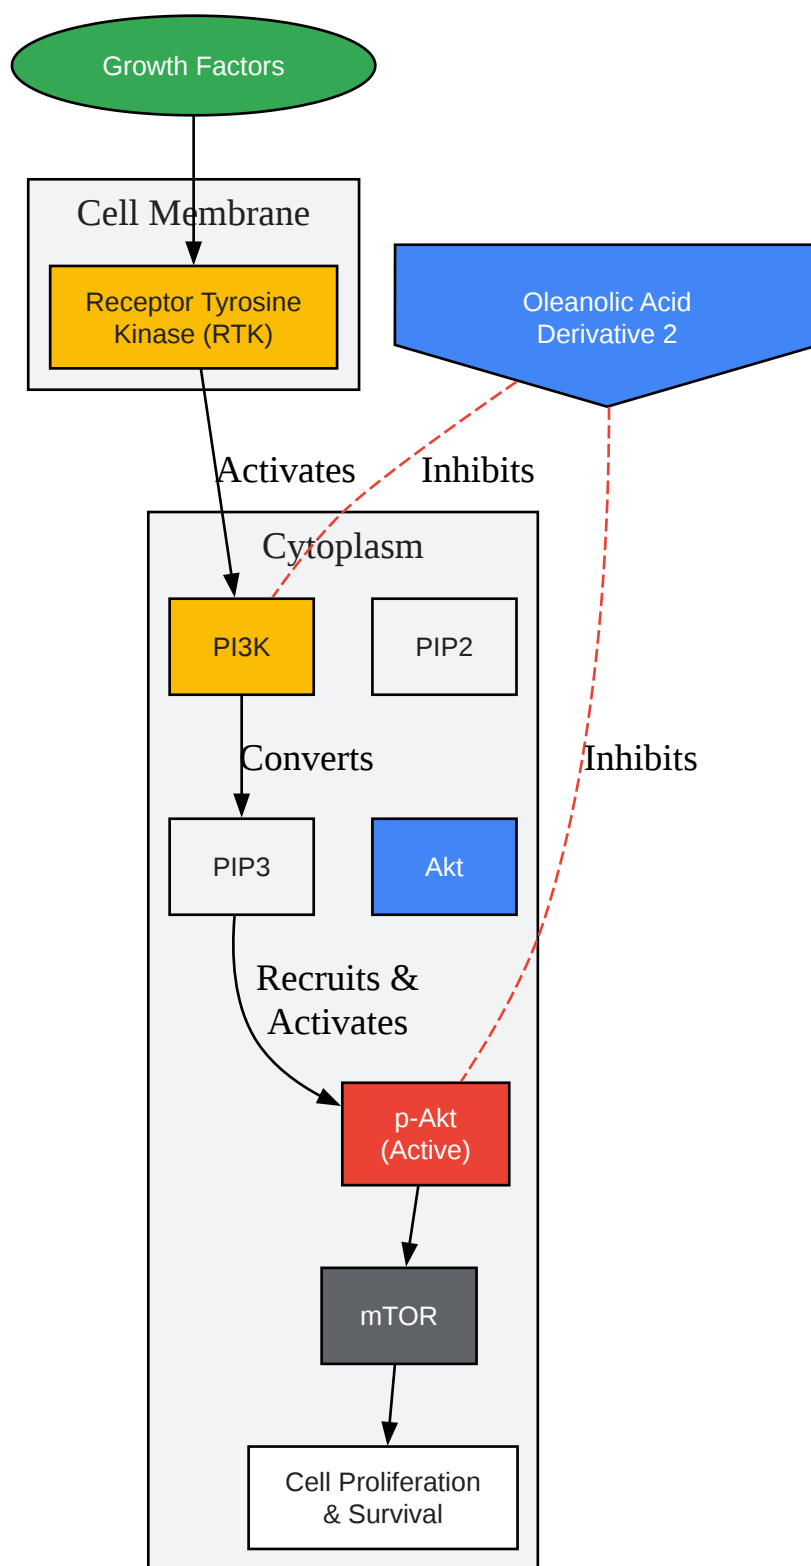 Growth Factors
Cell Membrane
Receptor Tyrosine
Kinase (RTK)
Oleanolic Acid
Derivative 2
Activates
Inhibits
Cytoplasm
PI3K
PIP2
Converts
Inhibits
PIP3
Akt
Recruits &
Activates
p-Akt
(Active)
mTOR
Cell Proliferation
& Survival